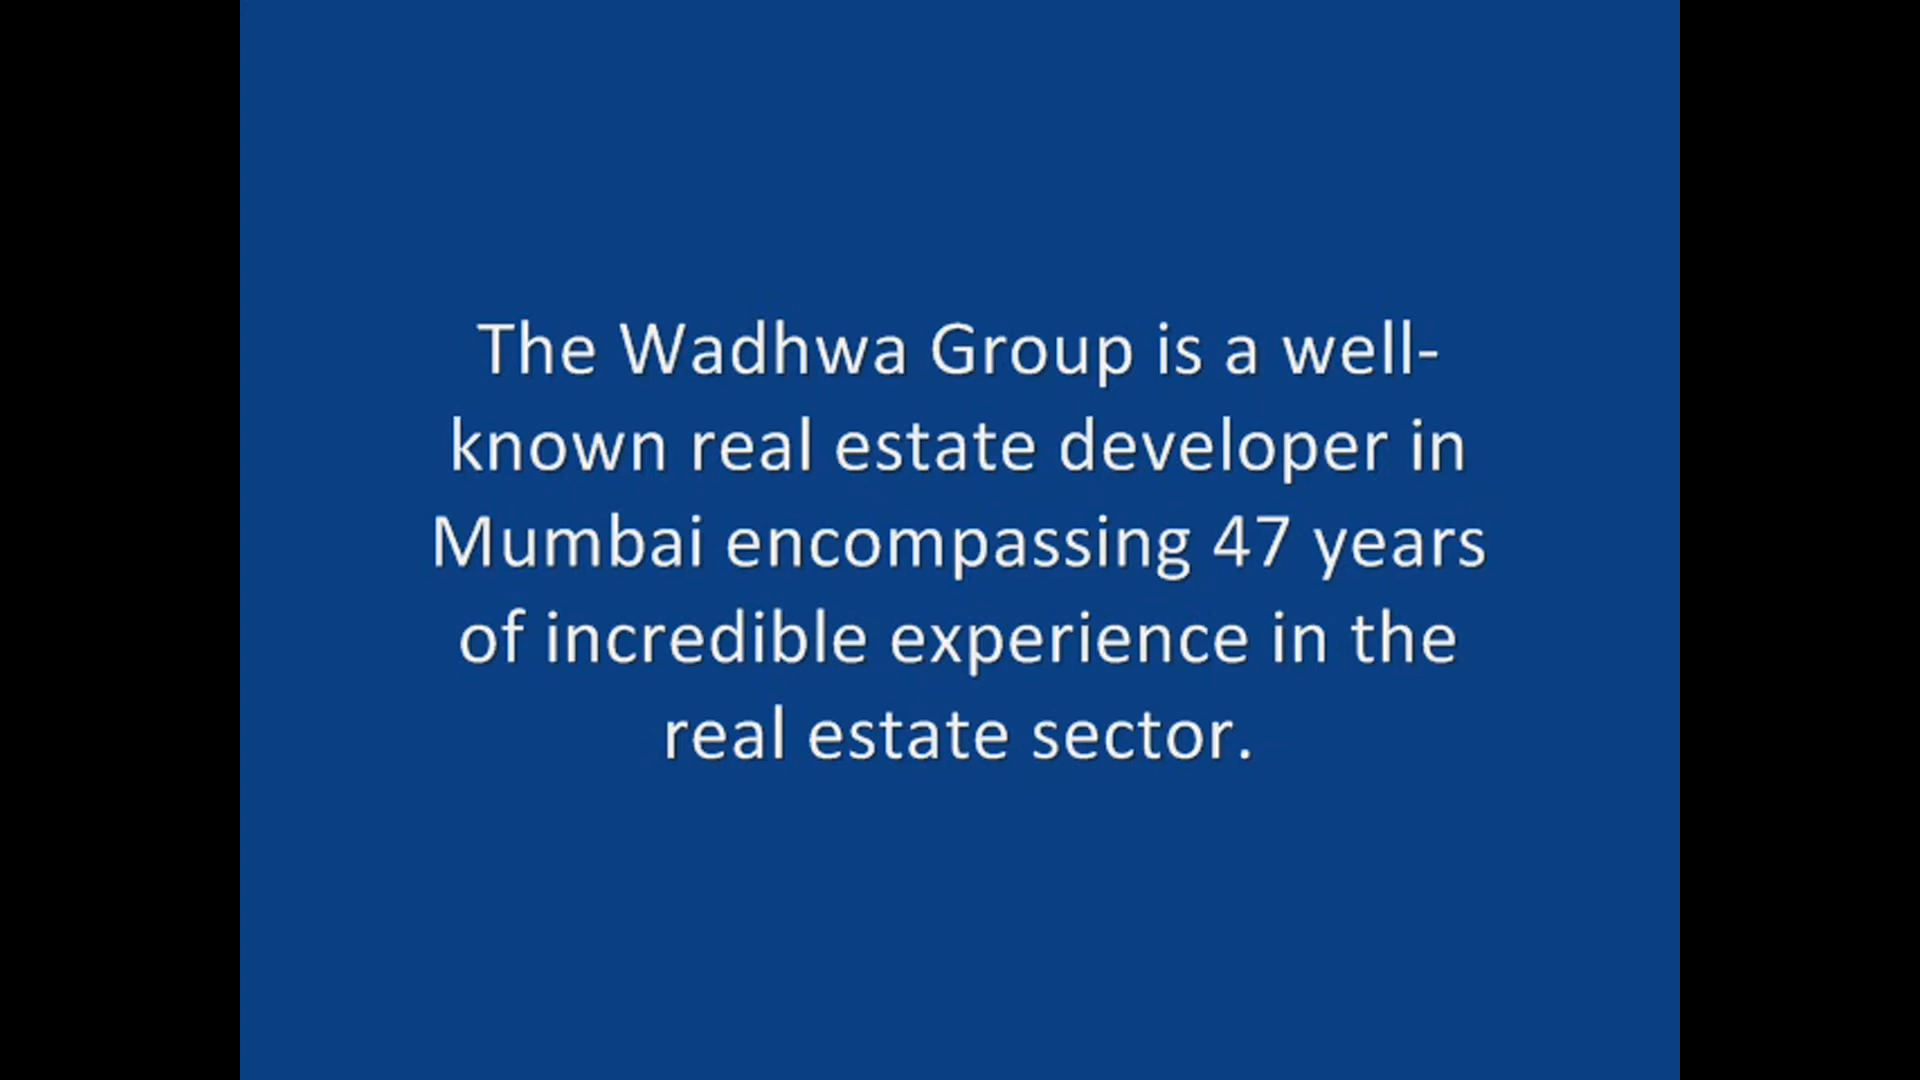 The Wadhwa Group is a well-
known real estate developer in
Mumbai encompassing 47 years
of incredible experience in the
real estate sector.